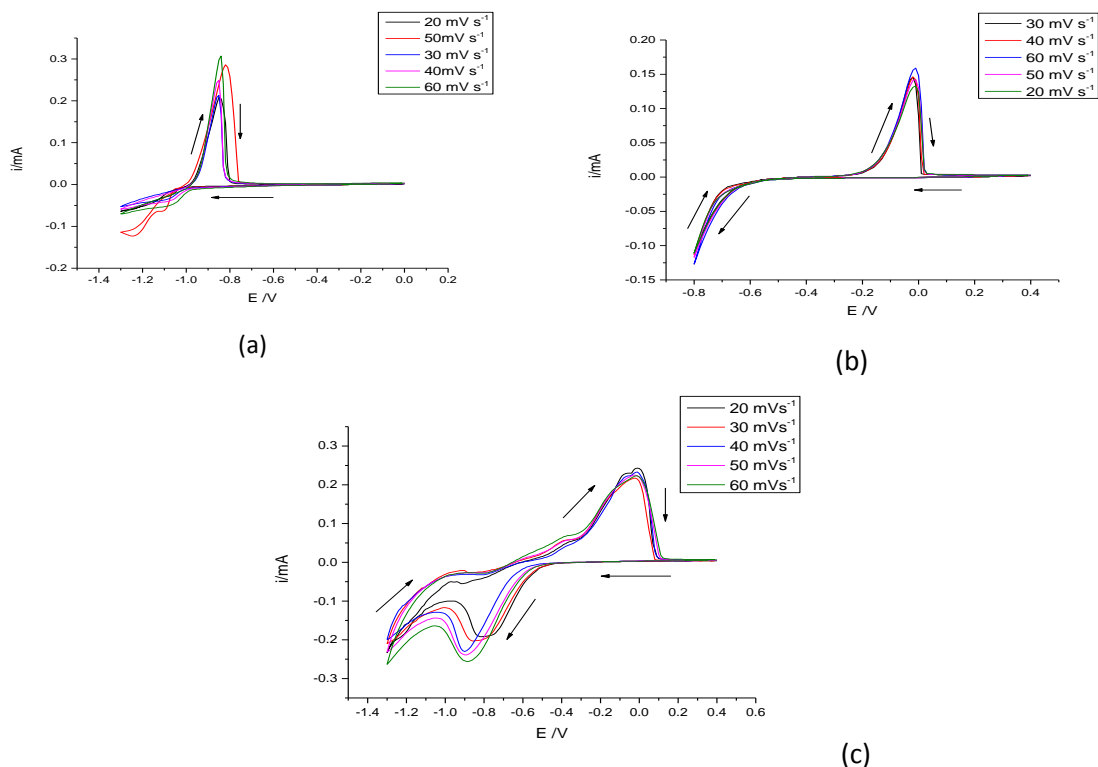 20 mV s⁻¹
50mV s⁻¹
30 mV s⁻¹
40mV s⁻¹
60 mV s⁻¹
i/mA
0.3
0.2
0.1
0.0
-0.1
-0.2
-1.4 -1.2 -1.0 -0.8 -0.6 -0.4 -0.2 0.0 0.2
E /V
(a)
30 mV s⁻¹
40 mV s⁻¹
60 mV s⁻¹
50 mV s⁻¹
20 mV s⁻¹
i/mA
0.20
0.15
0.10
0.05
0.00
-0.05
-0.10
-0.15
-0.8 -0.6 -0.4 -0.2 0.0 0.2 0.4
E /V
(b)
20 mVs⁻¹
30 mVs⁻¹
40 mVs⁻¹
50 mVs⁻¹
60 mVs⁻¹
i/mA
0.3
0.2
0.1
0.0
-0.1
-0.2
-0.3
-1.4 -1.2 -1.0 -0.8 -0.6 -0.4 -0.2 0.0 0.2 0.4 0.6
E /V
(c)